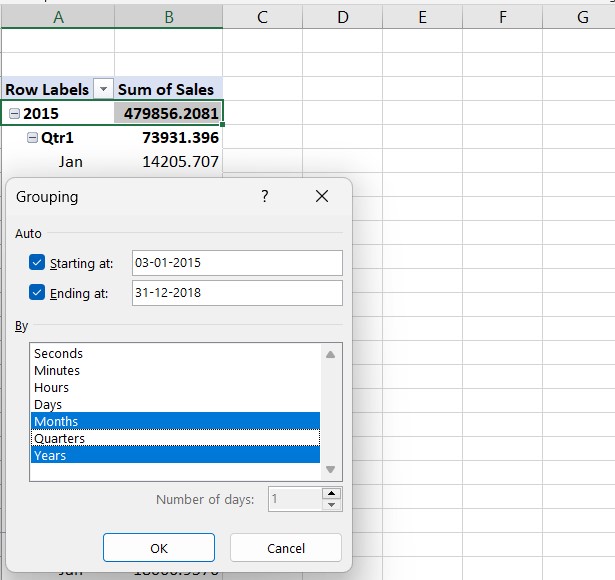 A B C D E F G
Row Labels Sum of Sales
2015 479856.2081
Qtr1 73931.396
Jan 14205.707
Grouping ?
Auto
Starting at: 03-01-2015
Ending at: 31-12-2018
By
Seconds
Minutes
Hours
Days
Months
Quarters
Years
Number of days: 1
OK Cancel